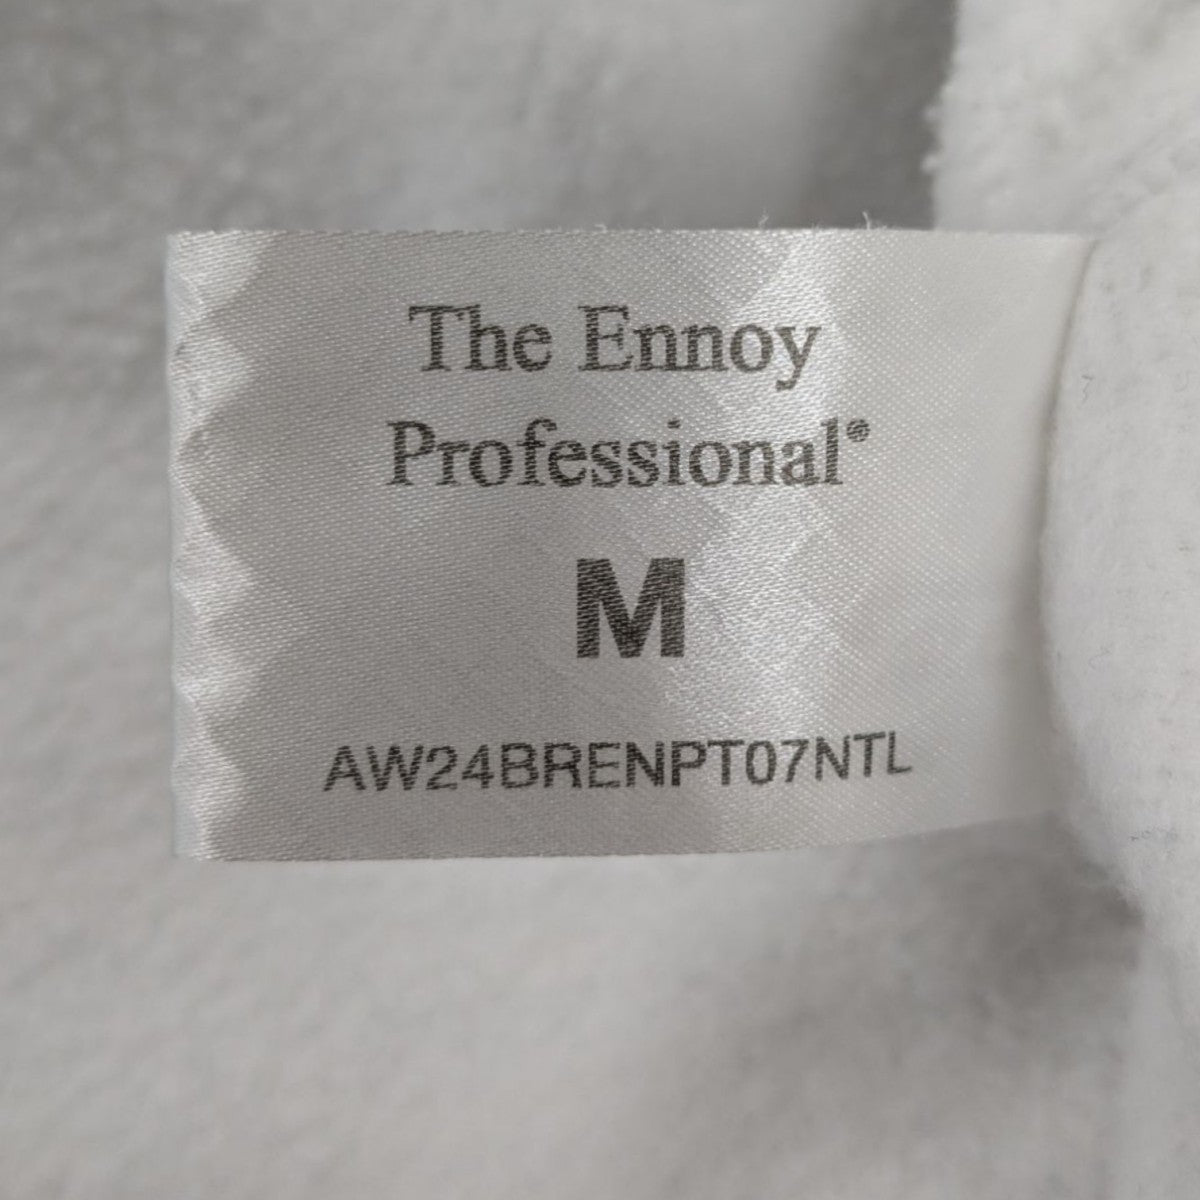 The Ennoy
Professional®
M
AW24BRENPT07NTL